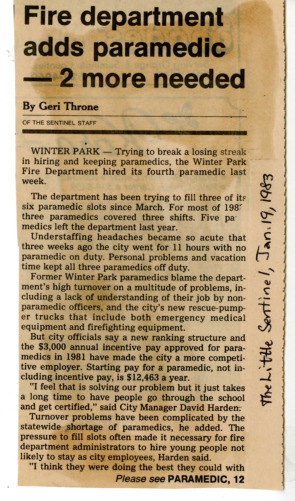 Fire department
adds paramedic
— 2 more needed
By Geri Throne
OF THE SENTINEL STAFF
WINTER PARK — Trying to break a losing streak
in hiring and keeping paramedics, the Winter Park
Fire Department hired its fourth paramedic last
week.
The department has been trying to fill three of its
six paramedic slots since March. For most of
three paramedics covered three shifts. Five
medics left the department last year.
Understaffing headaches became so acute that
three weeks ago the city went for 11 hours with no
paramedic on duty. Personal problems and vacation
time kept all three paramedics off duty.
Former Winter Park paramedics blame the depart-
ment's high turnover on a multitude of problems, in-
cluding a lack of understanding of their job by non-
paramedic officers, and the city's new rescue-pump-
er trucks that include both emergency medical
equipment and firefighting equipment.
But city officials say a new ranking structure and
the $3,000 annual incentive pay approved for para-
medics in 1981 have made the city a more competi-
tive employer. Starting pay for a paramedic, not in-
cluding incentive pay, is $12,463 a year.
"I feel that is solving our problem but it just takes
a long time to have people go through the school
and get certified," said City Manager David Harden.
Turnover problems have been complicated by the
statewide shortage of paramedics, he added. The
pressure to fill slots often made it necessary for fire
department administrators to hire young people not
likely to stay as city employees, Harden said.
"I think they were doing the best they could with
Please see PARAMEDIC, 12
The Little Sentinel, Jan. 19, 1983